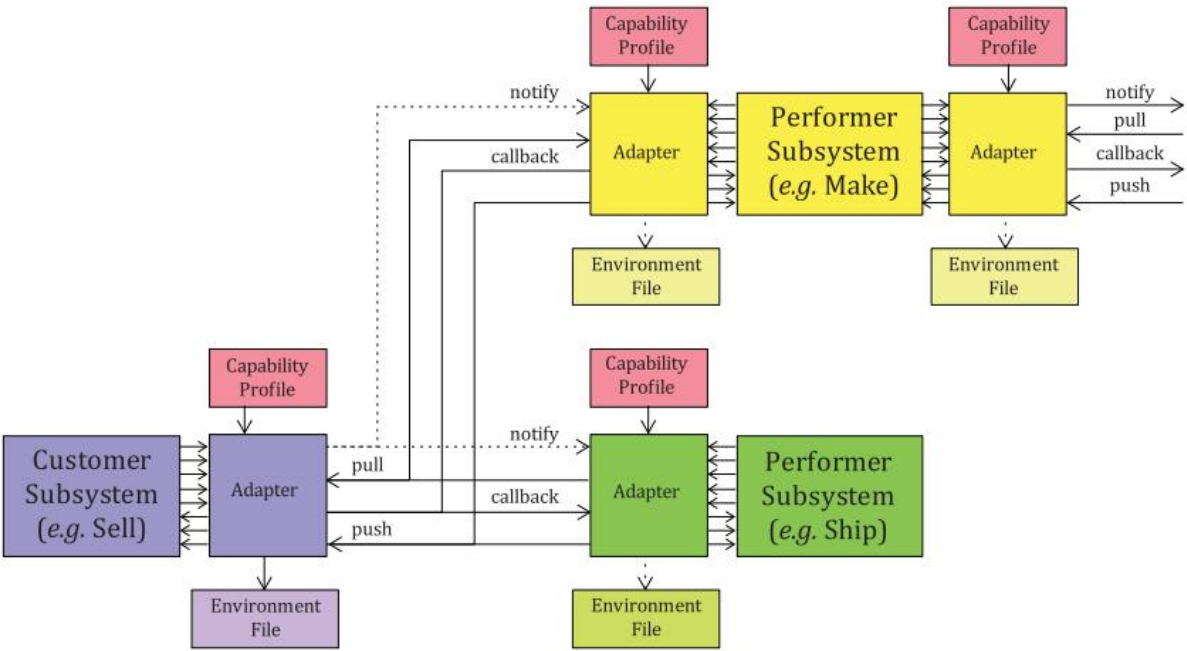 Capability
Profile
Capability
Profile
notify
callback
Adapter
Performer
Subsystem
(e.g. Make)
Adapter
notify
pull
callback
push
Environment
File
Environment
File
Capability
Profile
Capability
Profile
Customer
Subsystem
(e.g. Sell)
Adapter
notify
pull
callback
push
Adapter
Performer
Subsystem
(e.g. Ship)
Environment
File
Environment
File